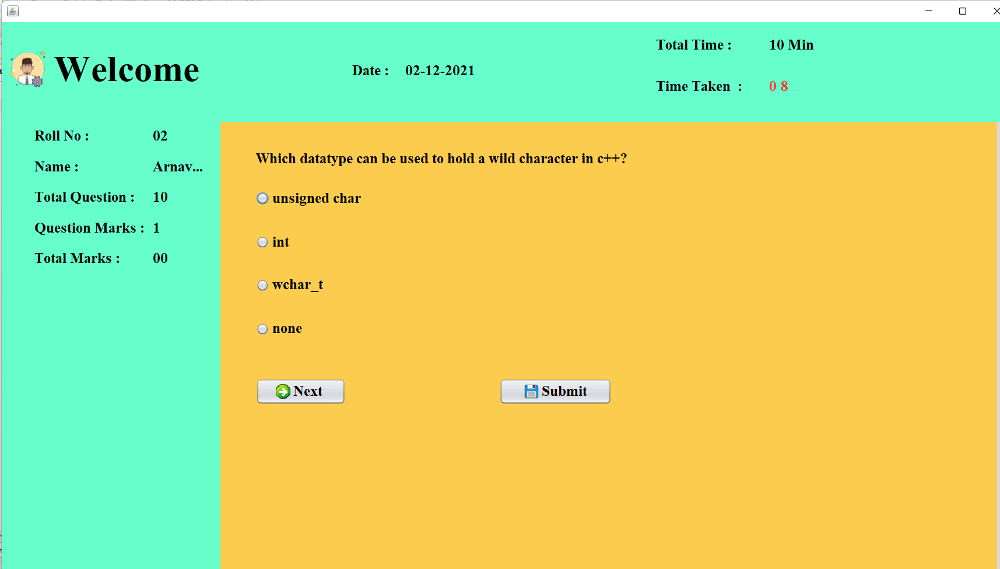 Welcome
Date : 02-12-2021
Total Time : 10 Min
Time Taken : 0 8
Roll No : 02
Name : Arnav...
Total Question : 10
Question Marks : 1
Total Marks : 00
Which datatype can be used to hold a wild character in c++?
unsigned char
int
wchar_t
none
Next
Submit